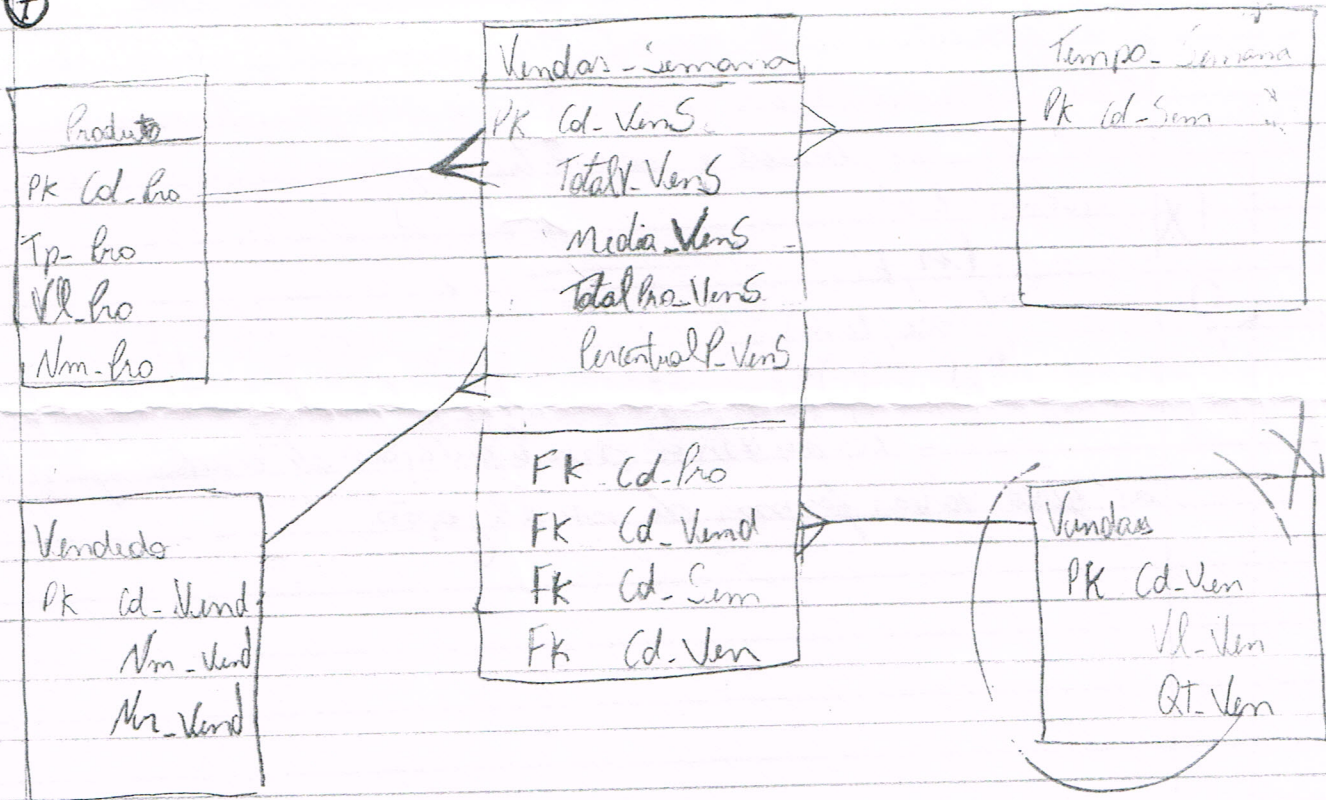 Produto
PK Cd_Pro
Tp_Pro
Vl_Pro
Nm_Pro
Vendas_Semana
PK Cd_VenS
TotalV_VenS
Media_VenS
TotalPro_VenS
PercentualP_VenS
FK Cd_Pro
FK Cd_Vend
FK Cd_Sem
FK Cd_Ven
Tempo_Semana
PK Cd_Sem
Vendedo
PK Cd_Vend
Nm_Vend
Nr_Vend
Vendas
PK Cd_Ven
Vl_Ven
QT_Ven